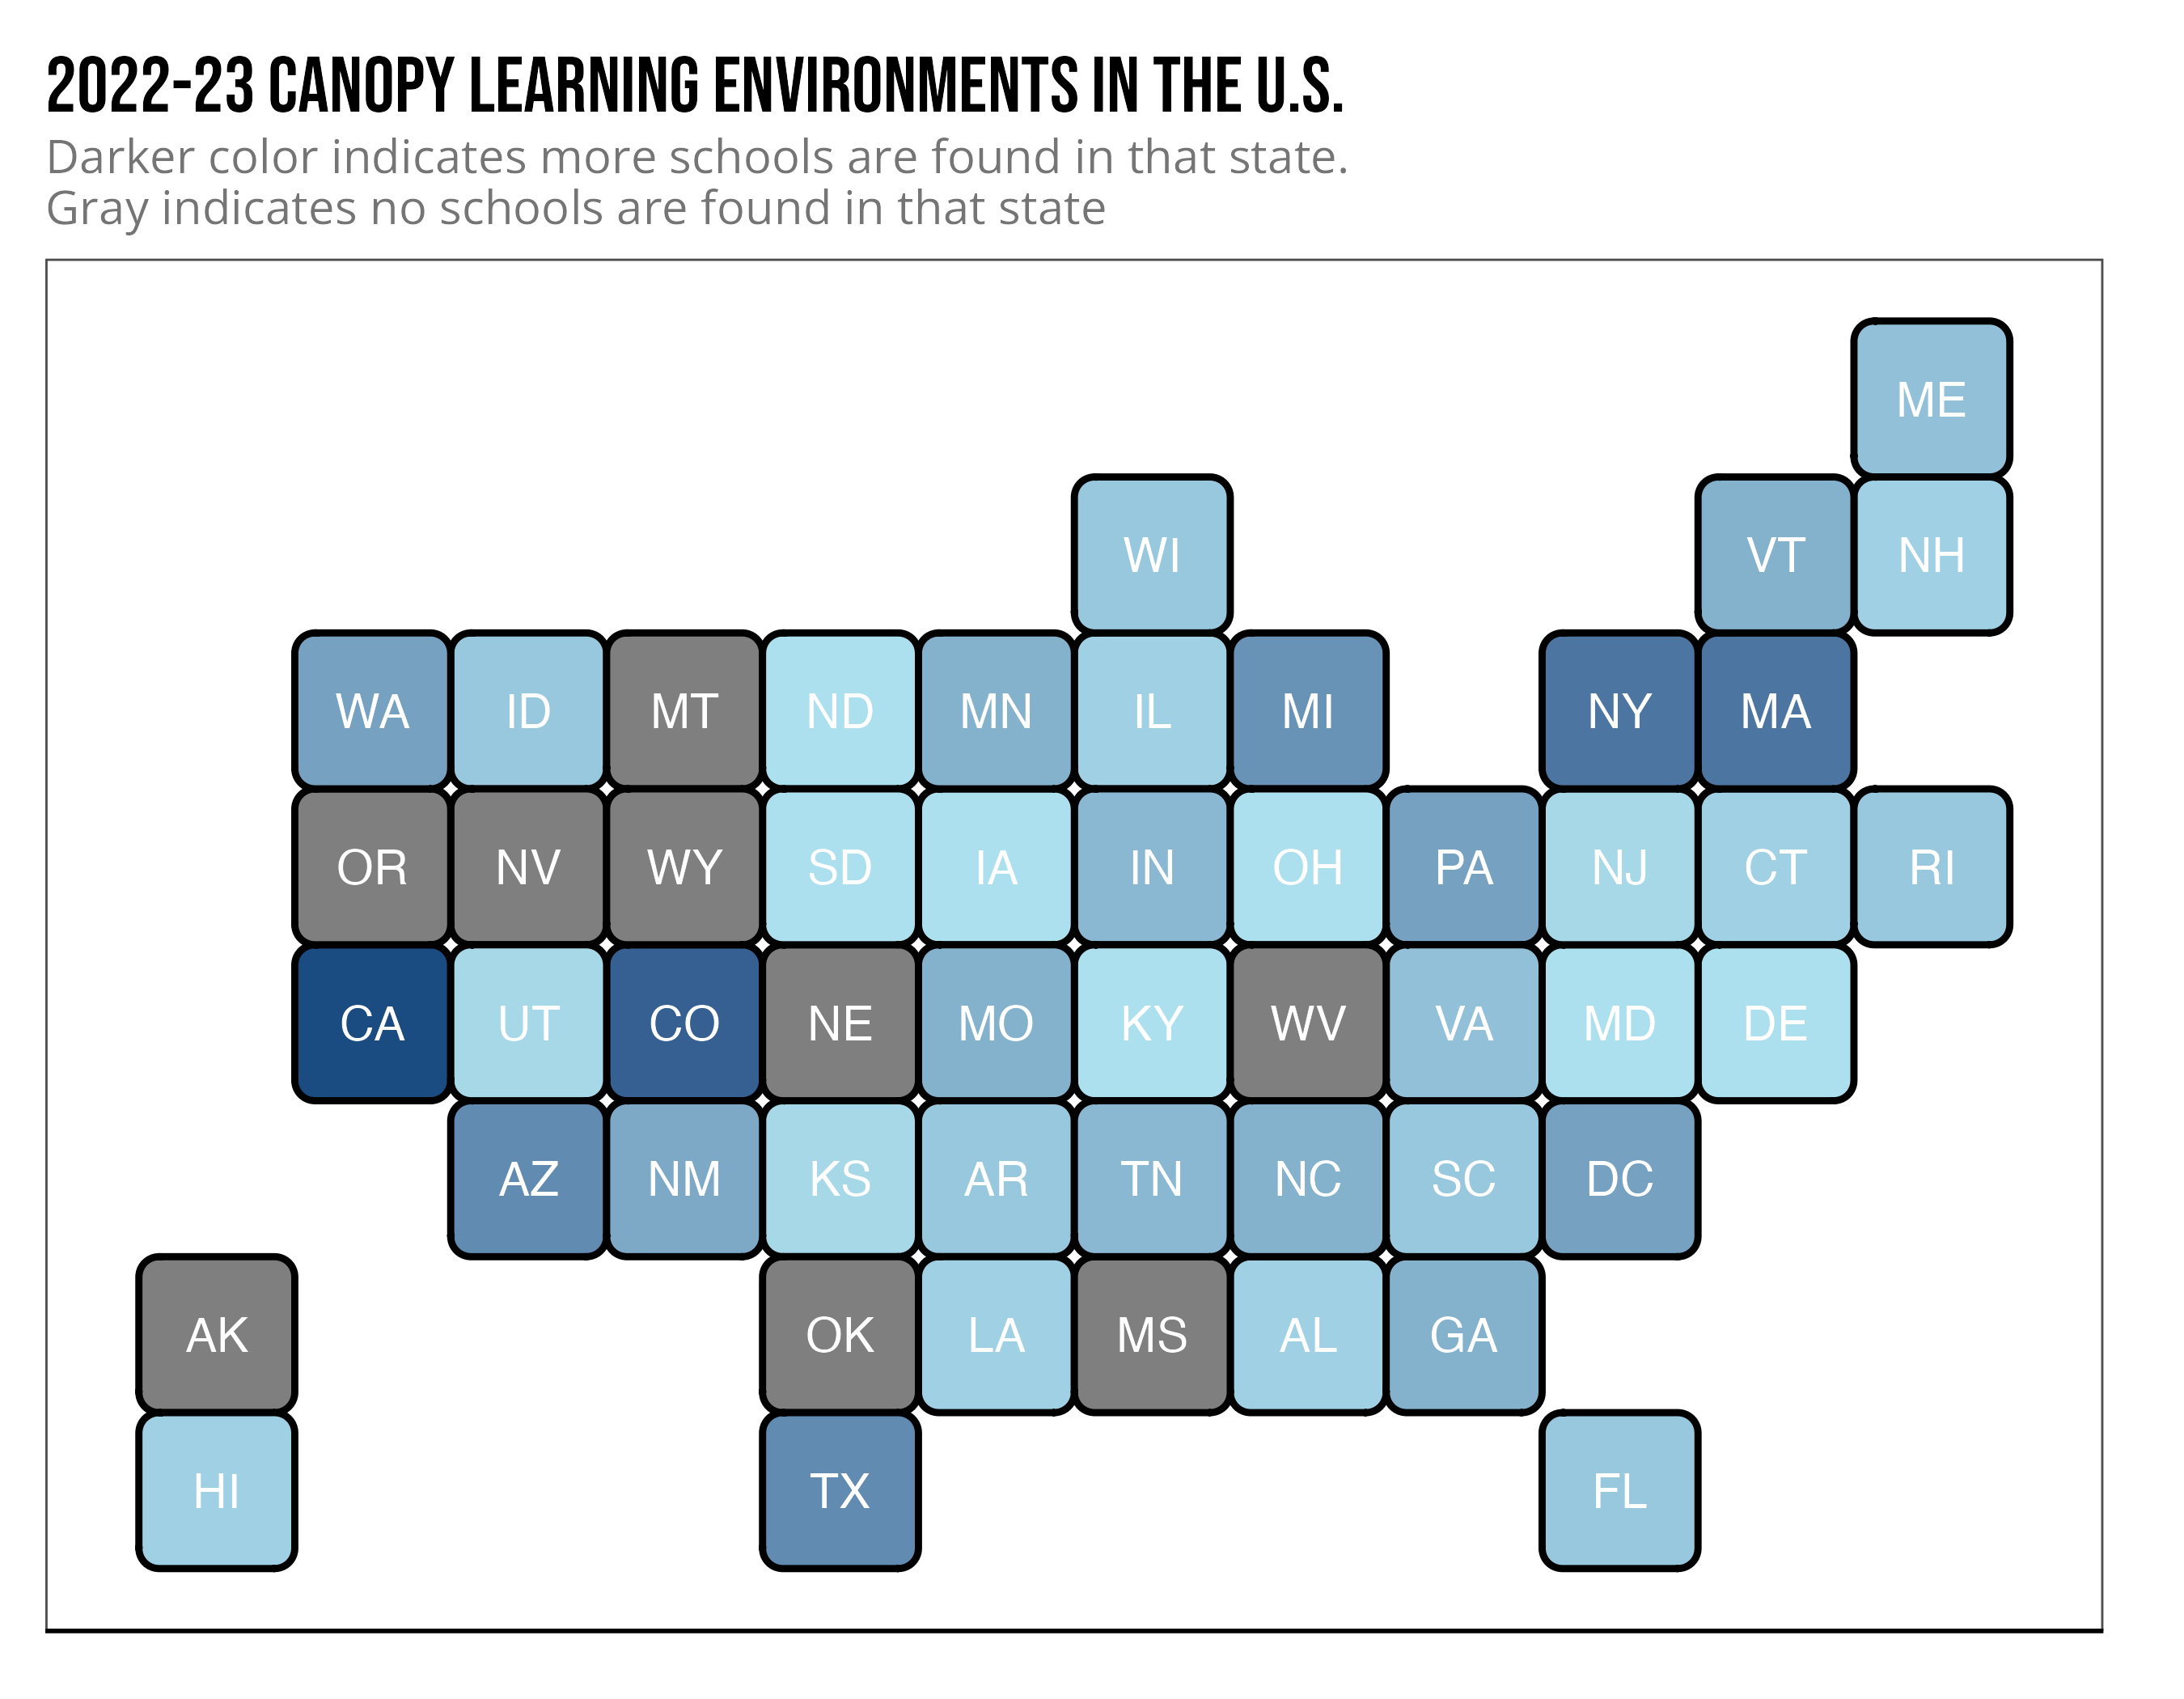 2022-23 CANOPY LEARNING ENVIRONMENTS IN THE U.S.
Darker color indicates more schools are found in that state.
Gray indicates no schools are found in that state
ME
WI VT NH
WA ID MT ND MN IL MI NY MA
OR NV WY SD IA IN OH PA NJ CT RI
CA UT CO NE MO KY WV VA MD DE
AZ NM KS AR TN NC SC DC
AK OK LA MS AL GA
HI TX FL